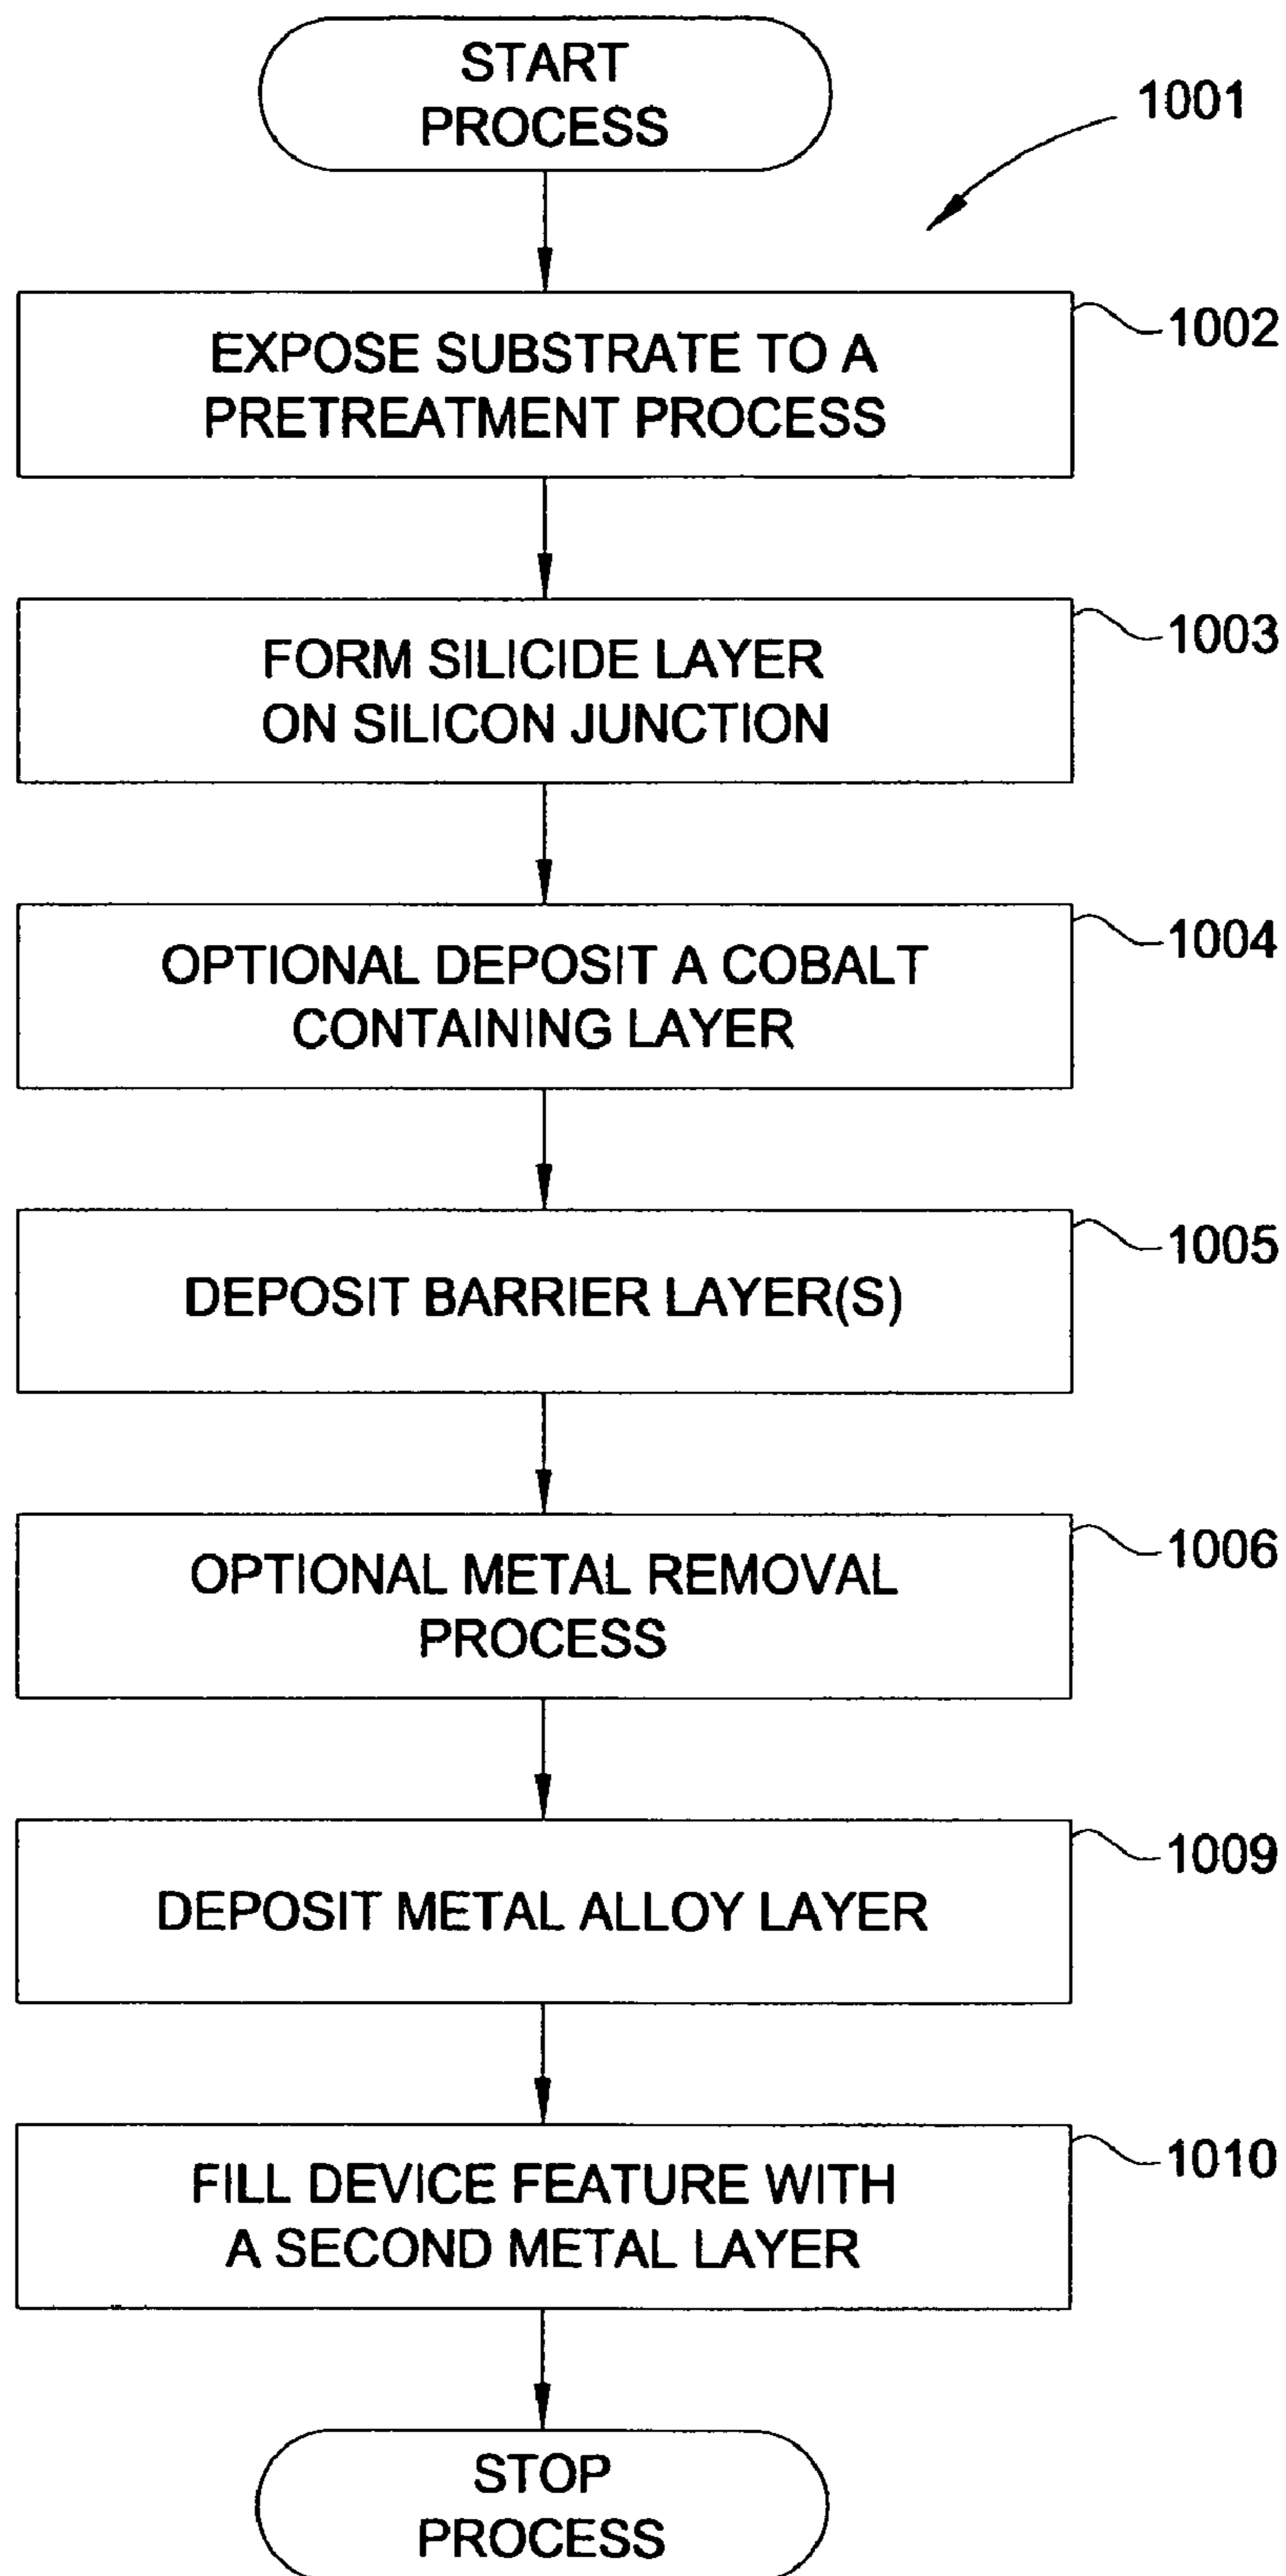 START
PROCESS
1001
EXPOSE SUBSTRATE TO A
PRETREATMENT PROCESS
1002
FORM SILICIDE LAYER
ON SILICON JUNCTION
1003
OPTIONAL DEPOSIT A COBALT
CONTAINING LAYER
1004
DEPOSIT BARRIER LAYER(S)
1005
OPTIONAL METAL REMOVAL
PROCESS
1006
DEPOSIT METAL ALLOY LAYER
1009
FILL DEVICE FEATURE WITH
A SECOND METAL LAYER
1010
STOP
PROCESS